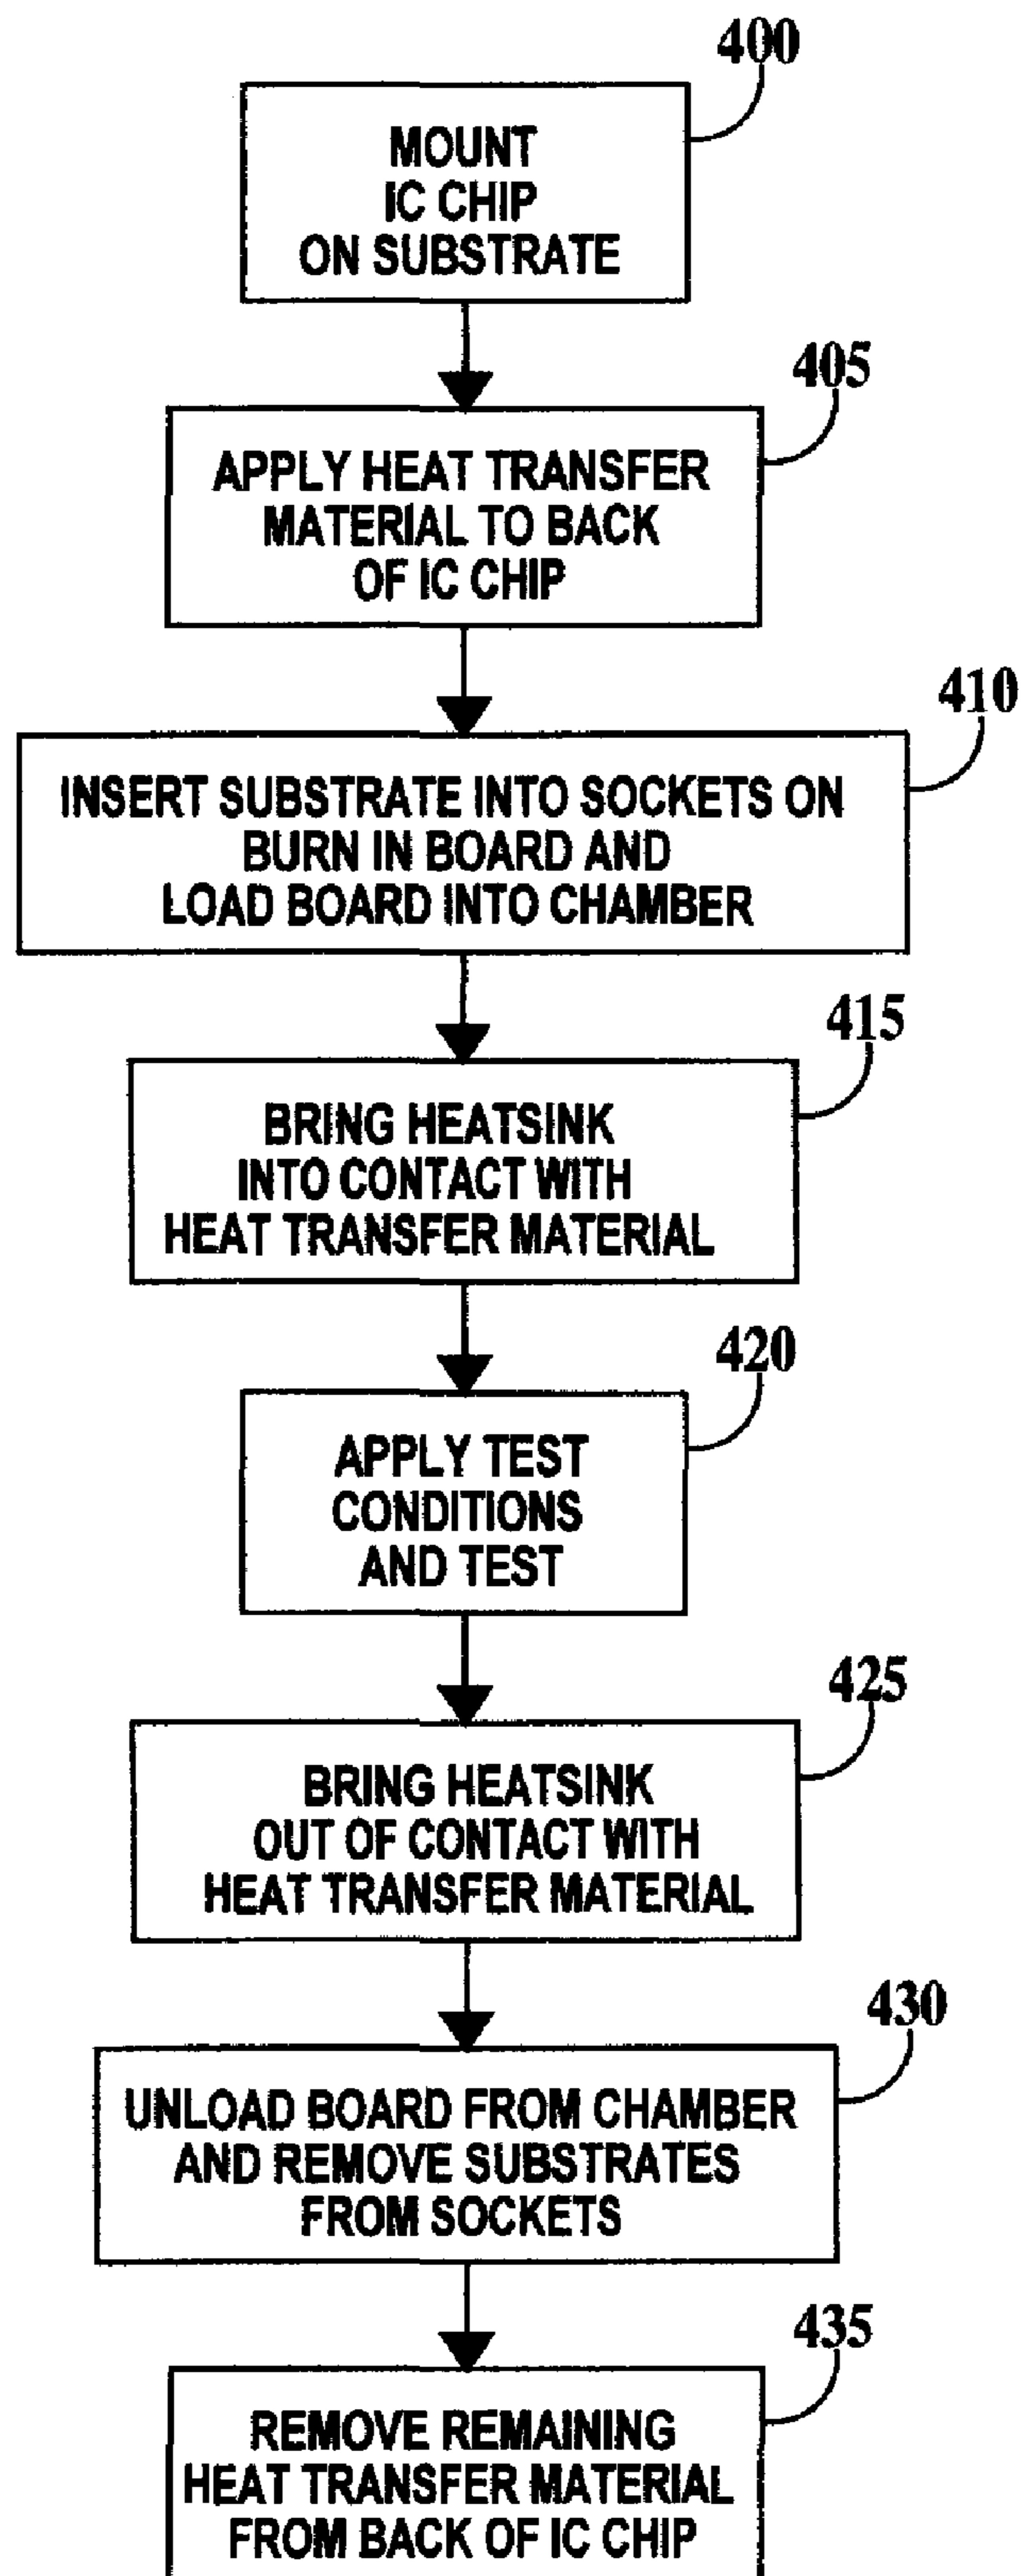 400
MOUNT
IC CHIP
ON SUBSTRATE
405
APPLY HEAT TRANSFER
MATERIAL TO BACK
OF IC CHIP
410
INSERT SUBSTRATE INTO SOCKETS ON
BURN IN BOARD AND
LOAD BOARD INTO CHAMBER
415
BRING HEATSINK
INTO CONTACT WITH
HEAT TRANSFER MATERIAL
420
APPLY TEST
CONDITIONS
AND TEST
425
BRING HEATSINK
OUT OF CONTACT WITH
HEAT TRANSFER MATERIAL
430
UNLOAD BOARD FROM CHAMBER
AND REMOVE SUBSTRATES
FROM SOCKETS
435
REMOVE REMAINING
HEAT TRANSFER MATERIAL
FROM BACK OF IC CHIP